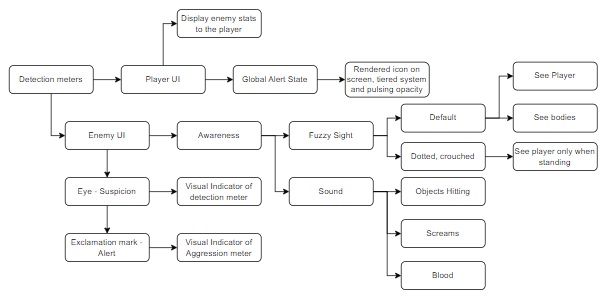 Display enemy stats
to the player
Detection meters
Player UI
Global Alert State
Rendered icon on
screen, tiered system
and pulsing opacity
See Player
Default
See bodies
Enemy UI
Awareness
Fuzzy Sight
Dotted, crouched
See player only when
standing
Eye - Suspicion
Visual Indicator of
detection meter
Sound
Objects Hitting
Exclamation mark -
Alert
Visual Indicator of
Aggression meter
Screams
Blood